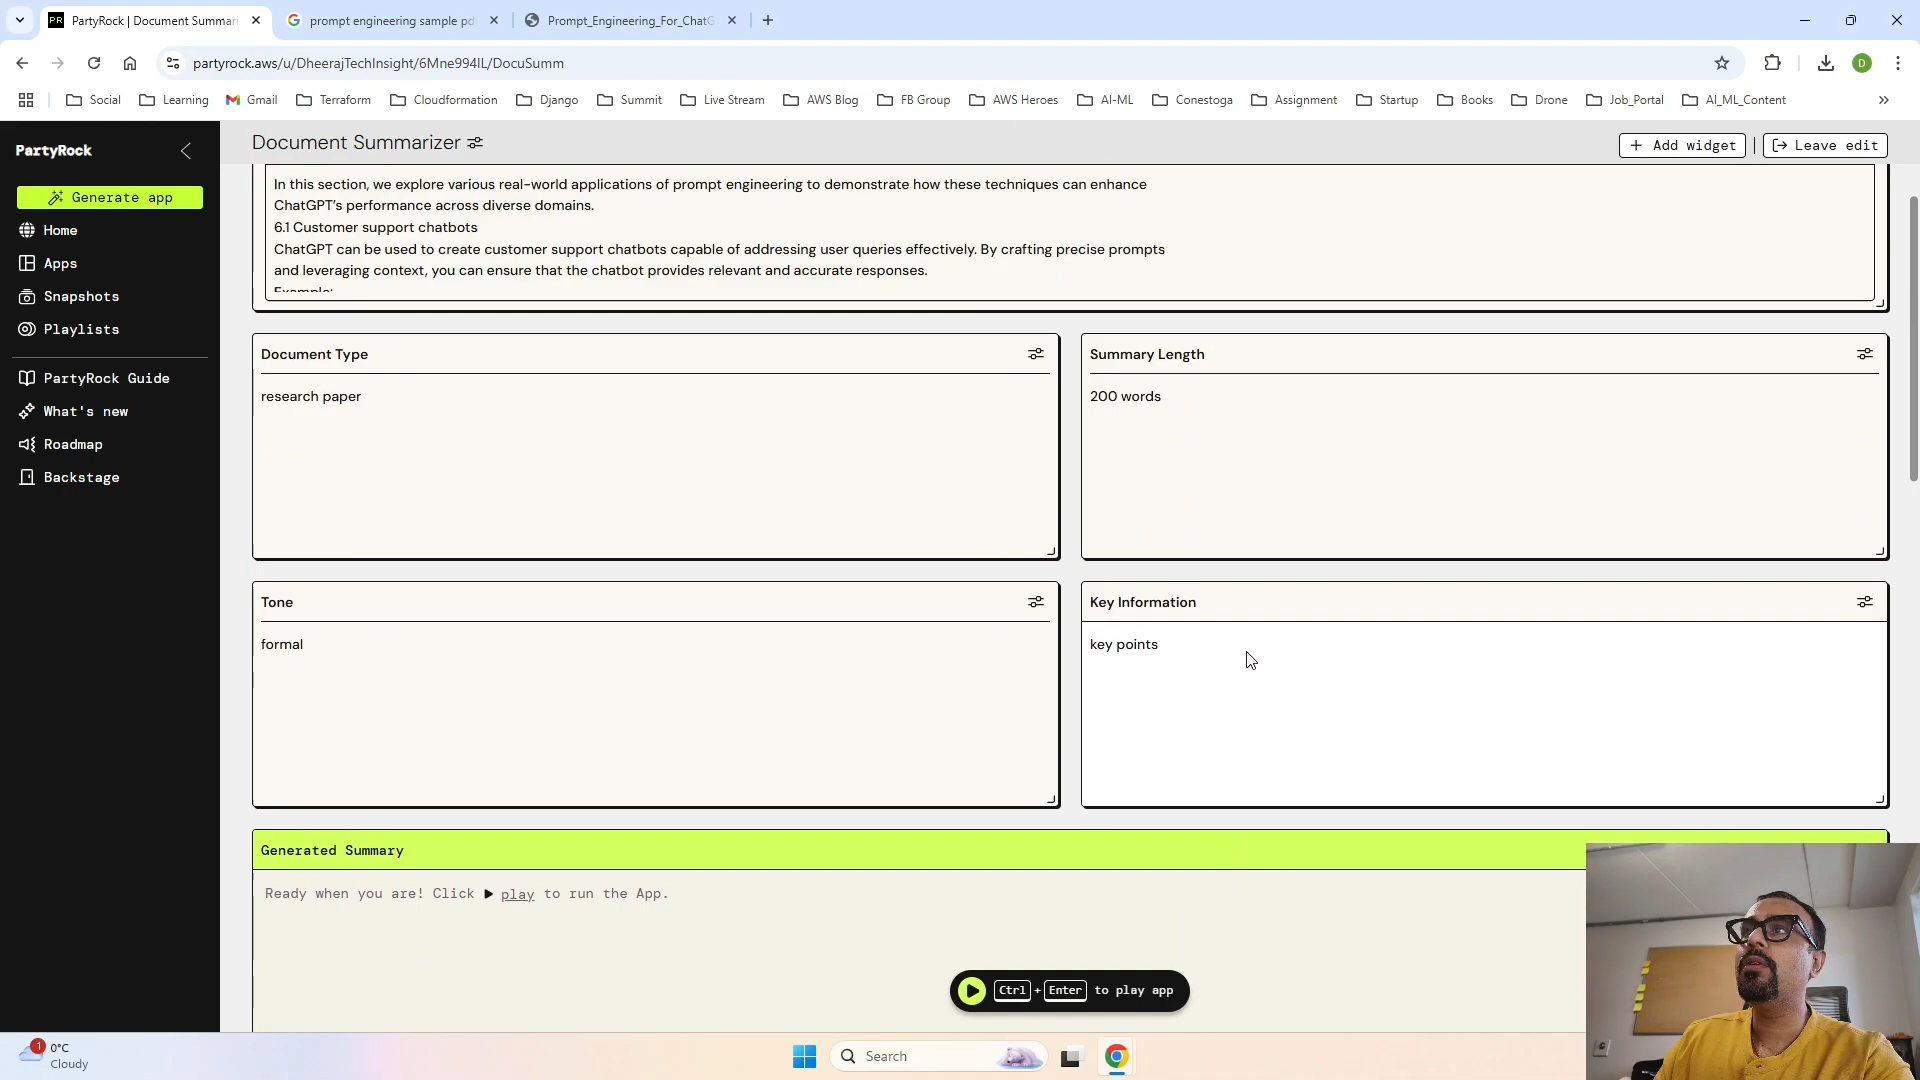 PartyRock | Document Summari
prompt engineering sample pd
Prompt_Engineering_For_ChatG
partyrock.aws/u/DheerajTechInsight/6Mne994lL/DocuSumm
D
Social
Learning
Gmail
Terraform
Cloudformation
Django
Summit
Live Stream
AWS Blog
FB Group
AWS Heroes
AI-ML
Conestoga
Assignment
Startup
Books
Drone
Job_Portal
AI_ML_Content
PartyRock
Generate app
Home
Apps
Snapshots
Playlists
PartyRock Guide
What's new
Roadmap
Backstage
Document Summarizer
+ Add widget
Leave edit
In this section, we explore various real-world applications of prompt engineering to demonstrate how these techniques can enhance
ChatGPT's performance across diverse domains.
6.1 Customer support chatbots
ChatGPT can be used to create customer support chatbots capable of addressing user queries effectively. By crafting precise prompts
and leveraging context, you can ensure that the chatbot provides relevant and accurate responses.
Example:
Document Type
research paper
Summary Length
200 words
Tone
formal
Key Information
key points
Generated Summary
Ready when you are! Click ▶ play to run the App.
Ctrl + Enter to play app
1
0°C
Cloudy
Search